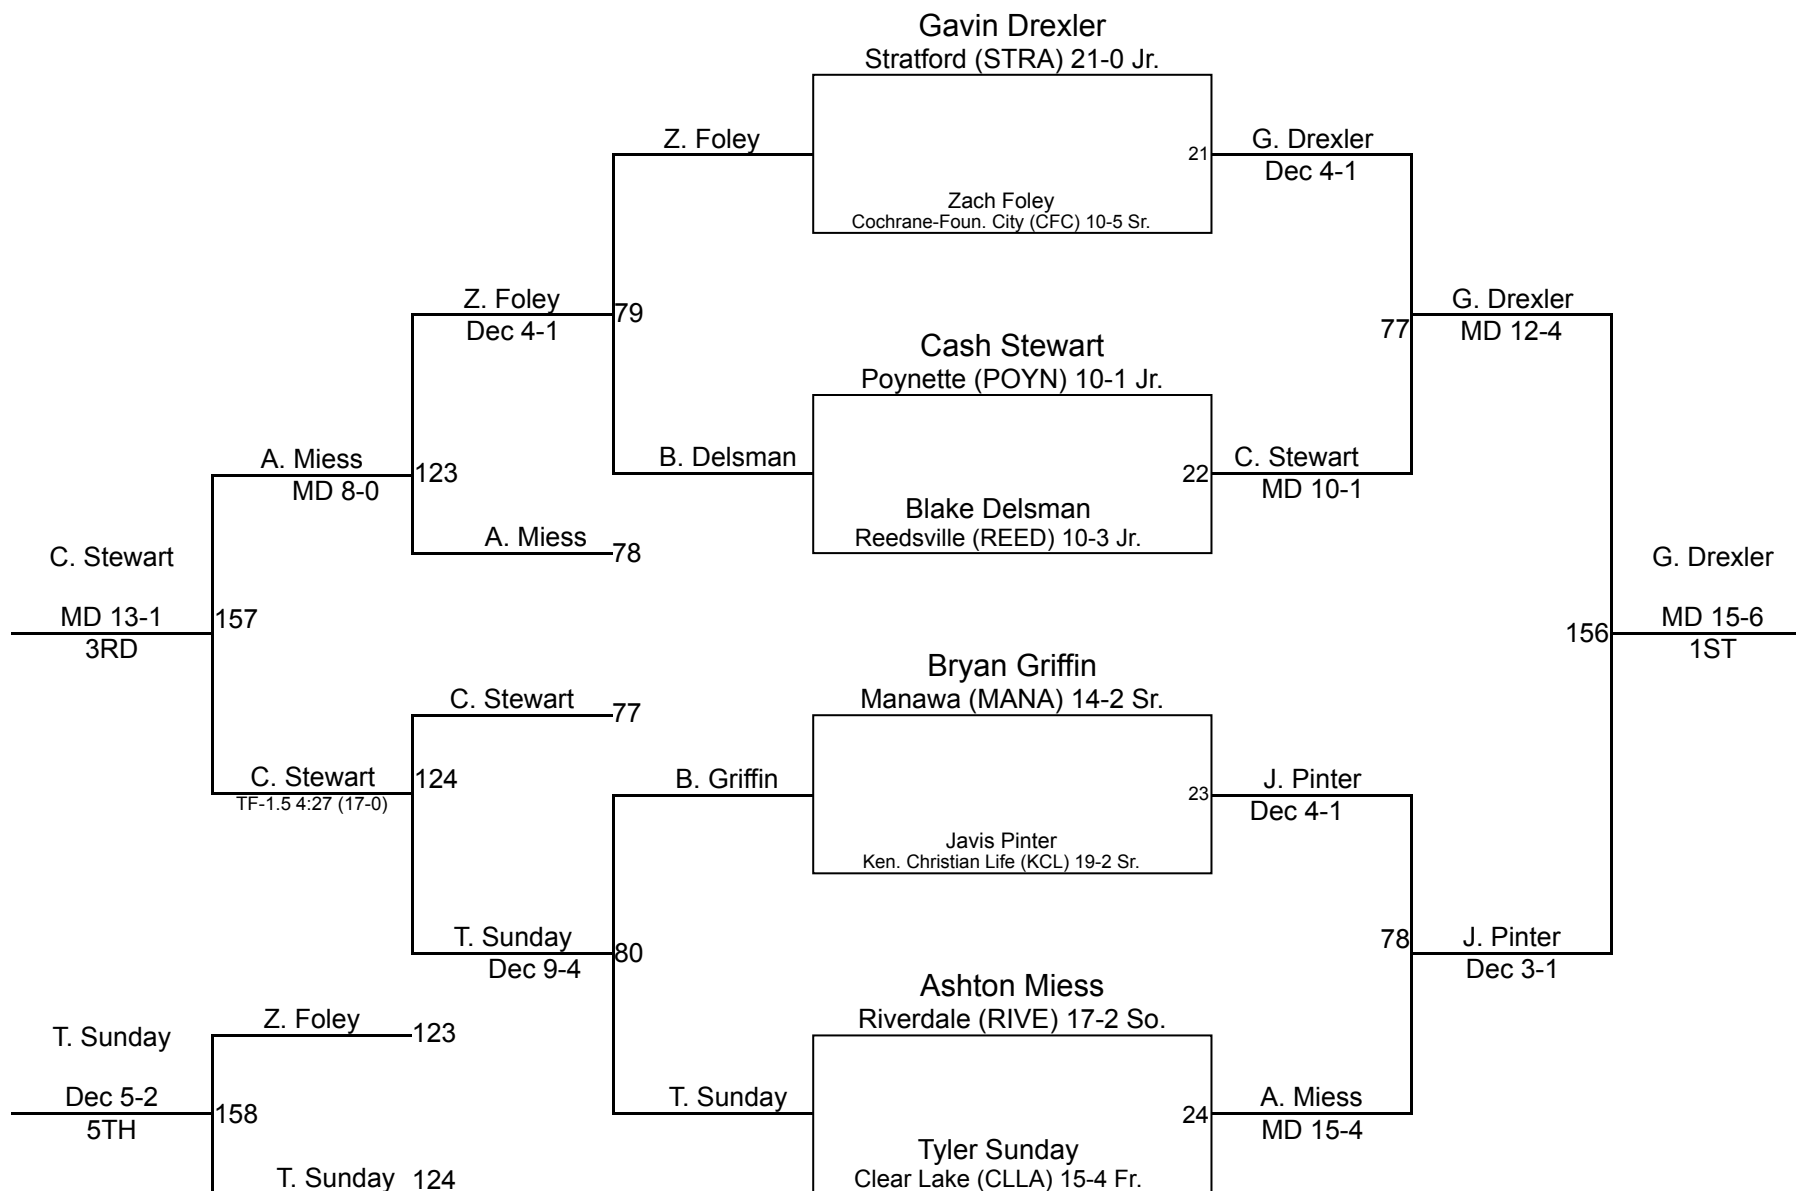 Gavin Drexler
Stratford (STRA) 21-0 Jr.
Z. Foley
21
G. Drexler
Dec 4-1
Zach Foley
Cochrane-Foun. City (CFC) 10-5 Sr.
Z. Foley
Dec 4-1
79
G. Drexler
MD 12-4
77
Cash Stewart
Poynette (POYN) 10-1 Jr.
B. Delsman
22
C. Stewart
MD 10-1
Blake Delsman
Reedsville (REED) 10-3 Jr.
A. Miess
MD 8-0
123
A. Miess
78
C. Stewart
MD 13-1
3RD
157
G. Drexler
MD 15-6
1ST
156
Bryan Griffin
Manawa (MANA) 14-2 Sr.
C. Stewart
77
C. Stewart
TF-1.5 4:27 (17-0)
124
B. Griffin
23
J. Pinter
Dec 4-1
Javis Pinter
Ken. Christian Life (KCL) 19-2 Sr.
T. Sunday
Dec 9-4
80
78
J. Pinter
Dec 3-1
Ashton Miess
Riverdale (RIVE) 17-2 So.
Z. Foley
123
T. Sunday
Dec 5-2
5TH
158
T. Sunday
24
A. Miess
MD 15-4
Tyler Sunday
Clear Lake (CLLA) 15-4 Fr.
T. Sunday
124